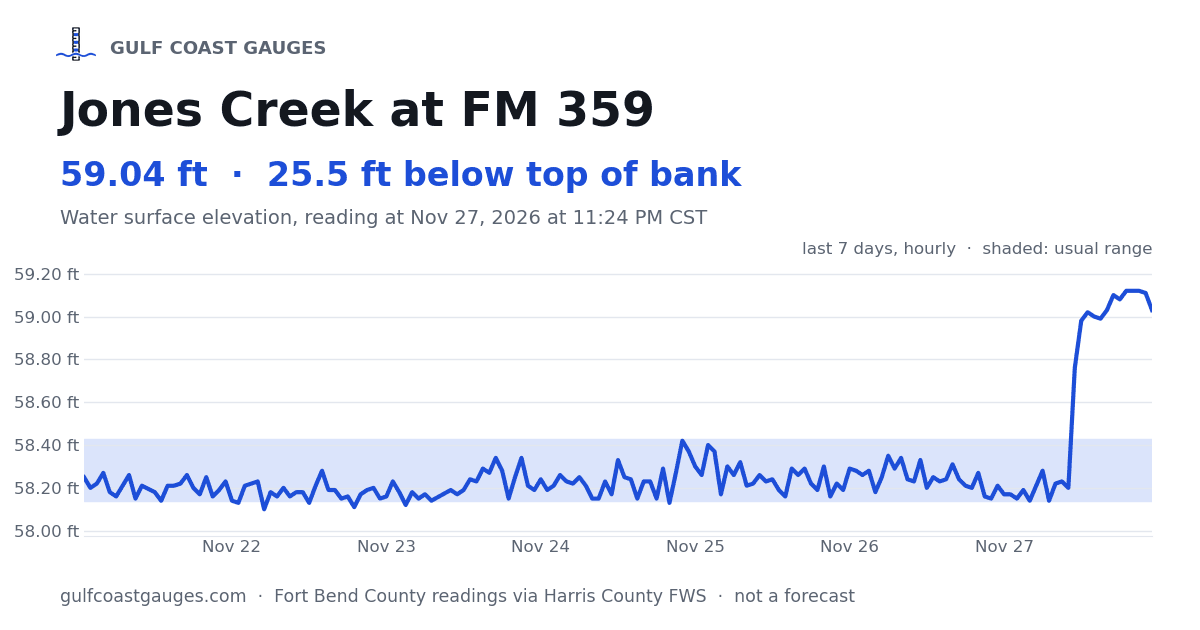 GULF COAST GAUGES
Jones Creek at FM 359
59.04 ft · 25.5 ft below top of bank
Water surface elevation, reading at Nov 27, 2026 at 11:24 PM CST
last 7 days, hourly · shaded: usual range
59.20 ft
59.00 ft
58.80 ft
58.60 ft
58.40 ft
58.20 ft
58.00 ft
Nov 22 Nov 23 Nov 24 Nov 25 Nov 26 Nov 27
gulfcoastgauges.com · Fort Bend County readings via Harris County FWS · not a forecast